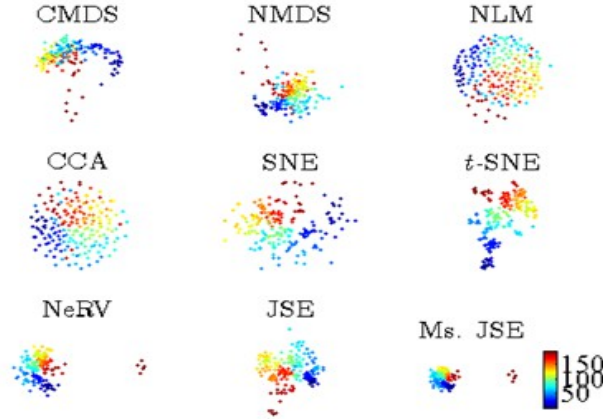 CMDS NMDS NLM
CCA SNE t-SNE
NeRV JSE Ms. JSE
150
100
50